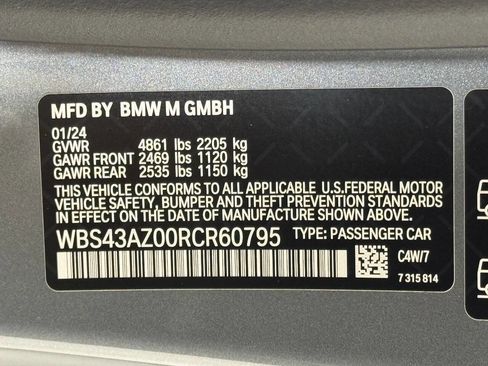 MFD BY BMW M GMBH
01/24
GVWR 4861 lbs 2205 kg
GAWR FRONT 2469 lbs 1120 kg
GAWR REAR 2535 lbs 1150 kg
THIS VEHICLE CONFORMS TO ALL APPLICABLE U.S.FEDERAL MOTOR
VEHICLE SAFETY, BUMPER AND THEFT PREVENTION STANDARDS
IN EFFECT ON THE DATE OF MANUFACTURE SHOWN ABOVE.
WBS43AZ00RCR60795 TYPE: PASSENGER CAR
C4W/7
7 315 814